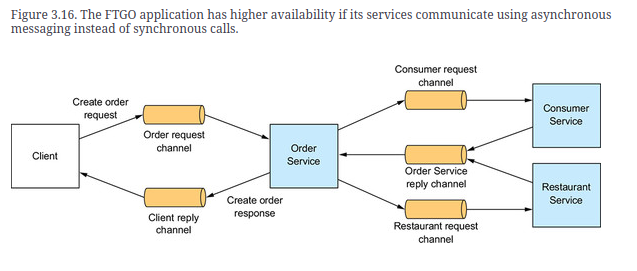 Figure 3.16. The FTGO application has higher availability if its services communicate using asynchronous
messaging instead of synchronous calls.
Create order
request
Order request
channel
Client
Client reply
channel
Create order
response
Order
Service
Consumer request
channel
Order Service
reply channel
Restaurant request
channel
Consumer
Service
Restaurant
Service